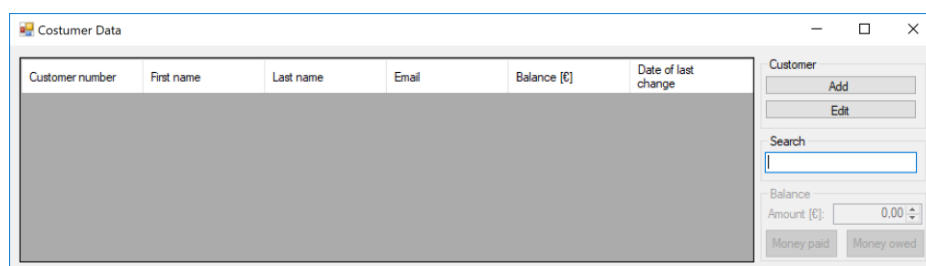 Costumer Data
Customer number First name Last name Email Balance [€] Date of last change
Customer
Add
Edit
Search
Balance
Amount [€]: 0,00
Money paid Money owed